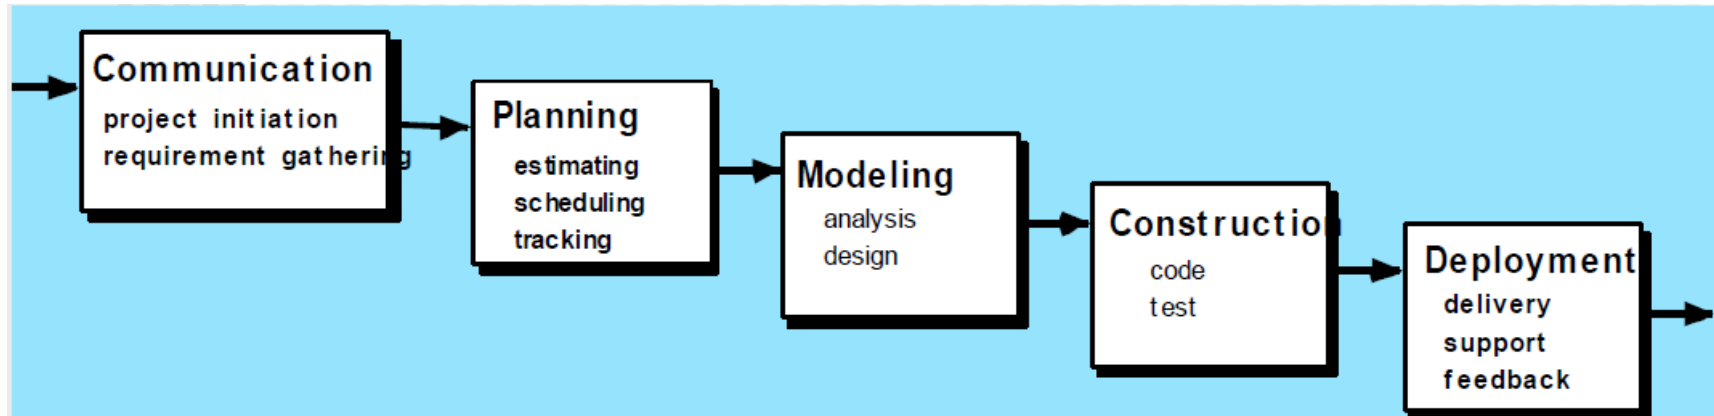 Communication
project initiation
requirement gathering
Planning
estimating
scheduling
tracking
Modeling
analysis
design
Construction
code
test
Deployment
delivery
support
feedback